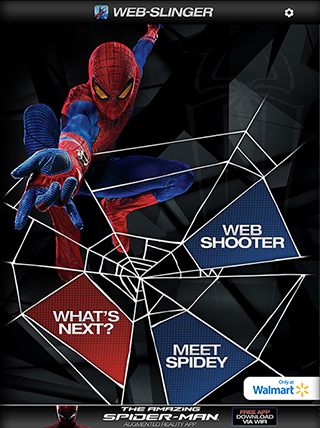 WEB-SLINGER
WEB
SHOOTER
WHAT'S
NEXT?
MEET
SPIDEY
Only at
Walmart
THE AMAZING
SPIDER-MAN
AUGMENTED REALITY APP
FREE APP
DOWNLOAD
VIA WIFI